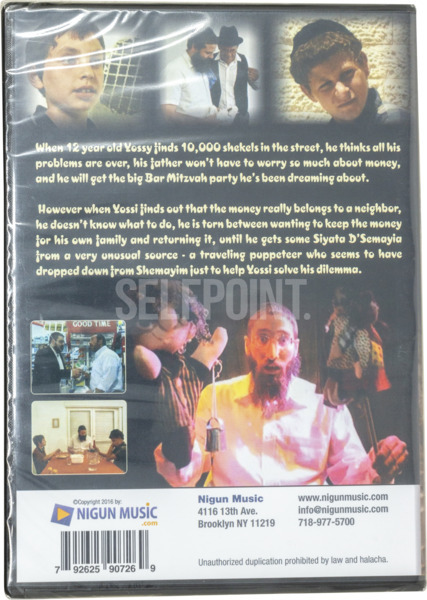 When 12 year old Yossy finds 10,000 shekels in the street, he thinks all his
problems are over, his father won't have to worry so much about money,
and he will get the big Bar Mitzvah party he's been dreaming about.
However when Yossi finds out that the money really belongs to a neighbor,
he doesn't know what to do, he is torn between wanting to keep the money
for his own family and returning it, until he gets some Siyata D'Semayia
from a very unusual source - a traveling puppeteer who seems to have
dropped down from Shemayim just to help Yossi solve his dilemma.
SELFPOINT.
GOOD TIME
©Copyright 2016 by:
NIGUN MUSIC
.com
Nigun Music
4116 13th Ave.
Brooklyn NY 11219
www.nigunmusic.com
info@nigunmusic.com
718-977-5700
Unauthorized duplication prohibited by law and halacha.
7 92625 90726 9